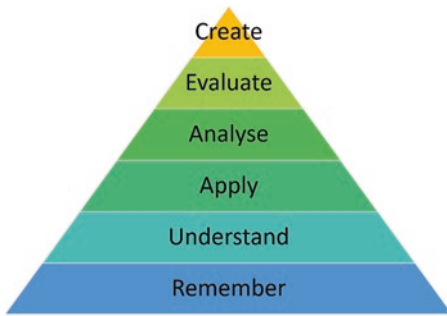 Create
Evaluate
Analyse
Apply
Understand
Remember